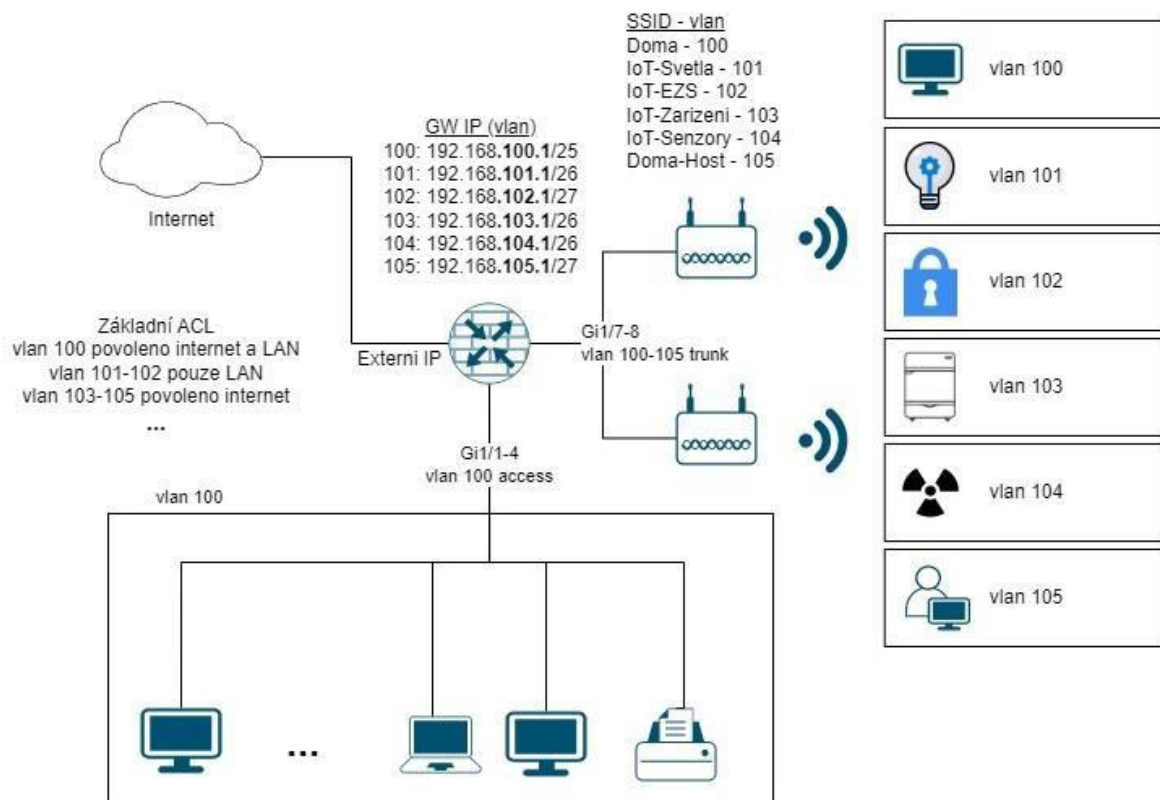 SSID - vlan
Doma - 100
IoT-Svetla - 101
IoT-EZS - 102
IoT-Zarizeni - 103
IoT-Senzory - 104
Doma-Host - 105
GW IP (vlan)
100: 192.168.100.1/25
101: 192.168.101.1/26
102: 192.168.102.1/27
103: 192.168.103.1/26
104: 192.168.104.1/26
105: 192.168.105.1/27
Internet
Základní ACL
vlan 100 povoleno internet a LAN
vlan 101-102 pouze LAN
vlan 103-105 povoleno internet
...
Externi IP
Gi1/7-8
vlan 100-105 trunk
Gi1/1-4
vlan 100 access
vlan 100
...
vlan 100
vlan 101
vlan 102
vlan 103
vlan 104
vlan 105